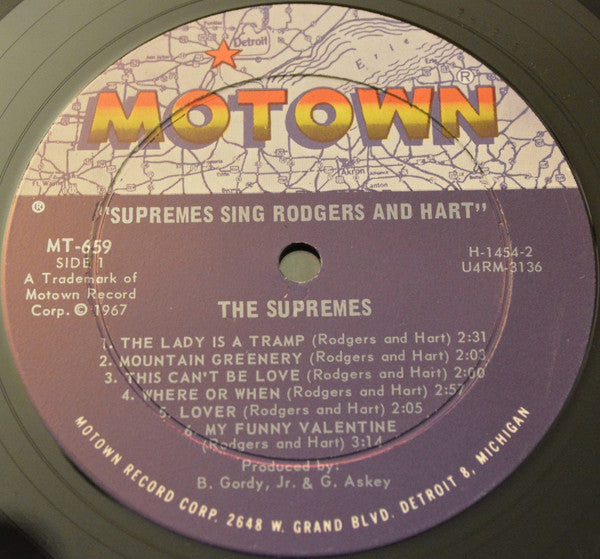 Detroit
Erie
MOTOWN®
Akron
Canton
®
"SUPREMES SING RODGERS AND HART"
MT-659
SIDE 1
A Trademark of
Motown Record
Corp. © 1967
H-1454-2
U4RM-3136
THE SUPREMES
1. THE LADY IS A TRAMP (Rodgers and Hart) 2:31
2. MOUNTAIN GREENERY (Rodgers and Hart) 2:03
3. THIS CAN'T BE LOVE (Rodgers and Hart) 2:00
4. WHERE OR WHEN (Rodgers and Hart) 2:57
5. LOVER (Rodgers and Hart) 2:05
6. MY FUNNY VALENTINE
(Rodgers and Hart) 3:14
Produced by:
B. Gordy, Jr. & G. Askey
MOTOWN RECORD CORP. 2648 W. GRAND BLVD. DETROIT 8, MICHIGAN